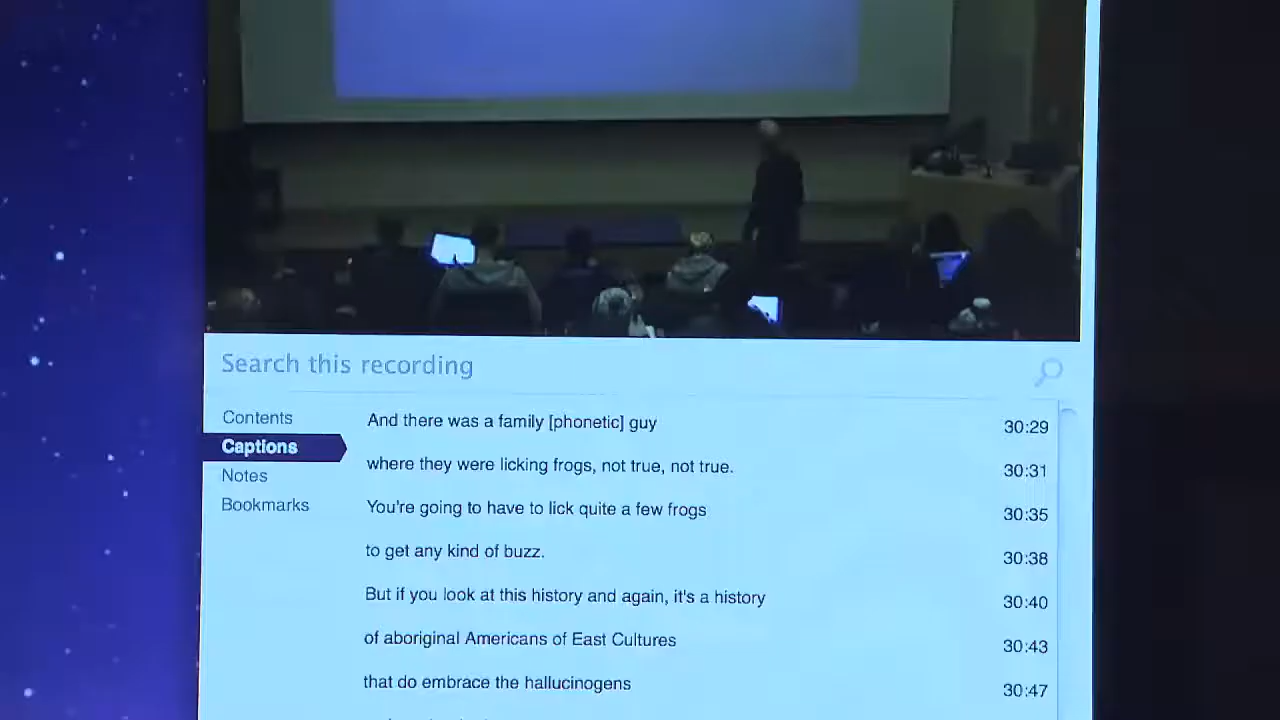 Search this recording
Contents
Captions
Notes
Bookmarks
And there was a family [phonetic] guy 30:29
where they were licking frogs, not true, not true. 30:31
You're going to have to lick quite a few frogs 30:35
to get any kind of buzz. 30:38
But if you look at this history and again, it's a history 30:40
of aboriginal Americans of East Cultures 30:43
that do embrace the hallucinogens 30:47